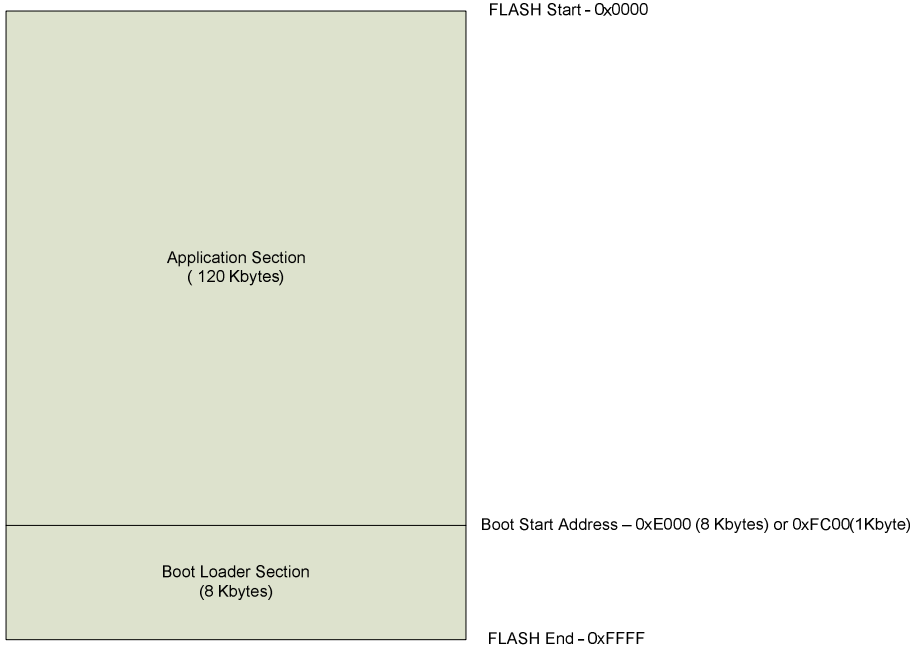 FLASH Start - 0x0000
Application Section
( 120 Kbytes)
Boot Start Address – 0xE000 (8 Kbytes) or 0xFC00(1Kbyte)
Boot Loader Section
(8 Kbytes)
FLASH End - 0xFFFF